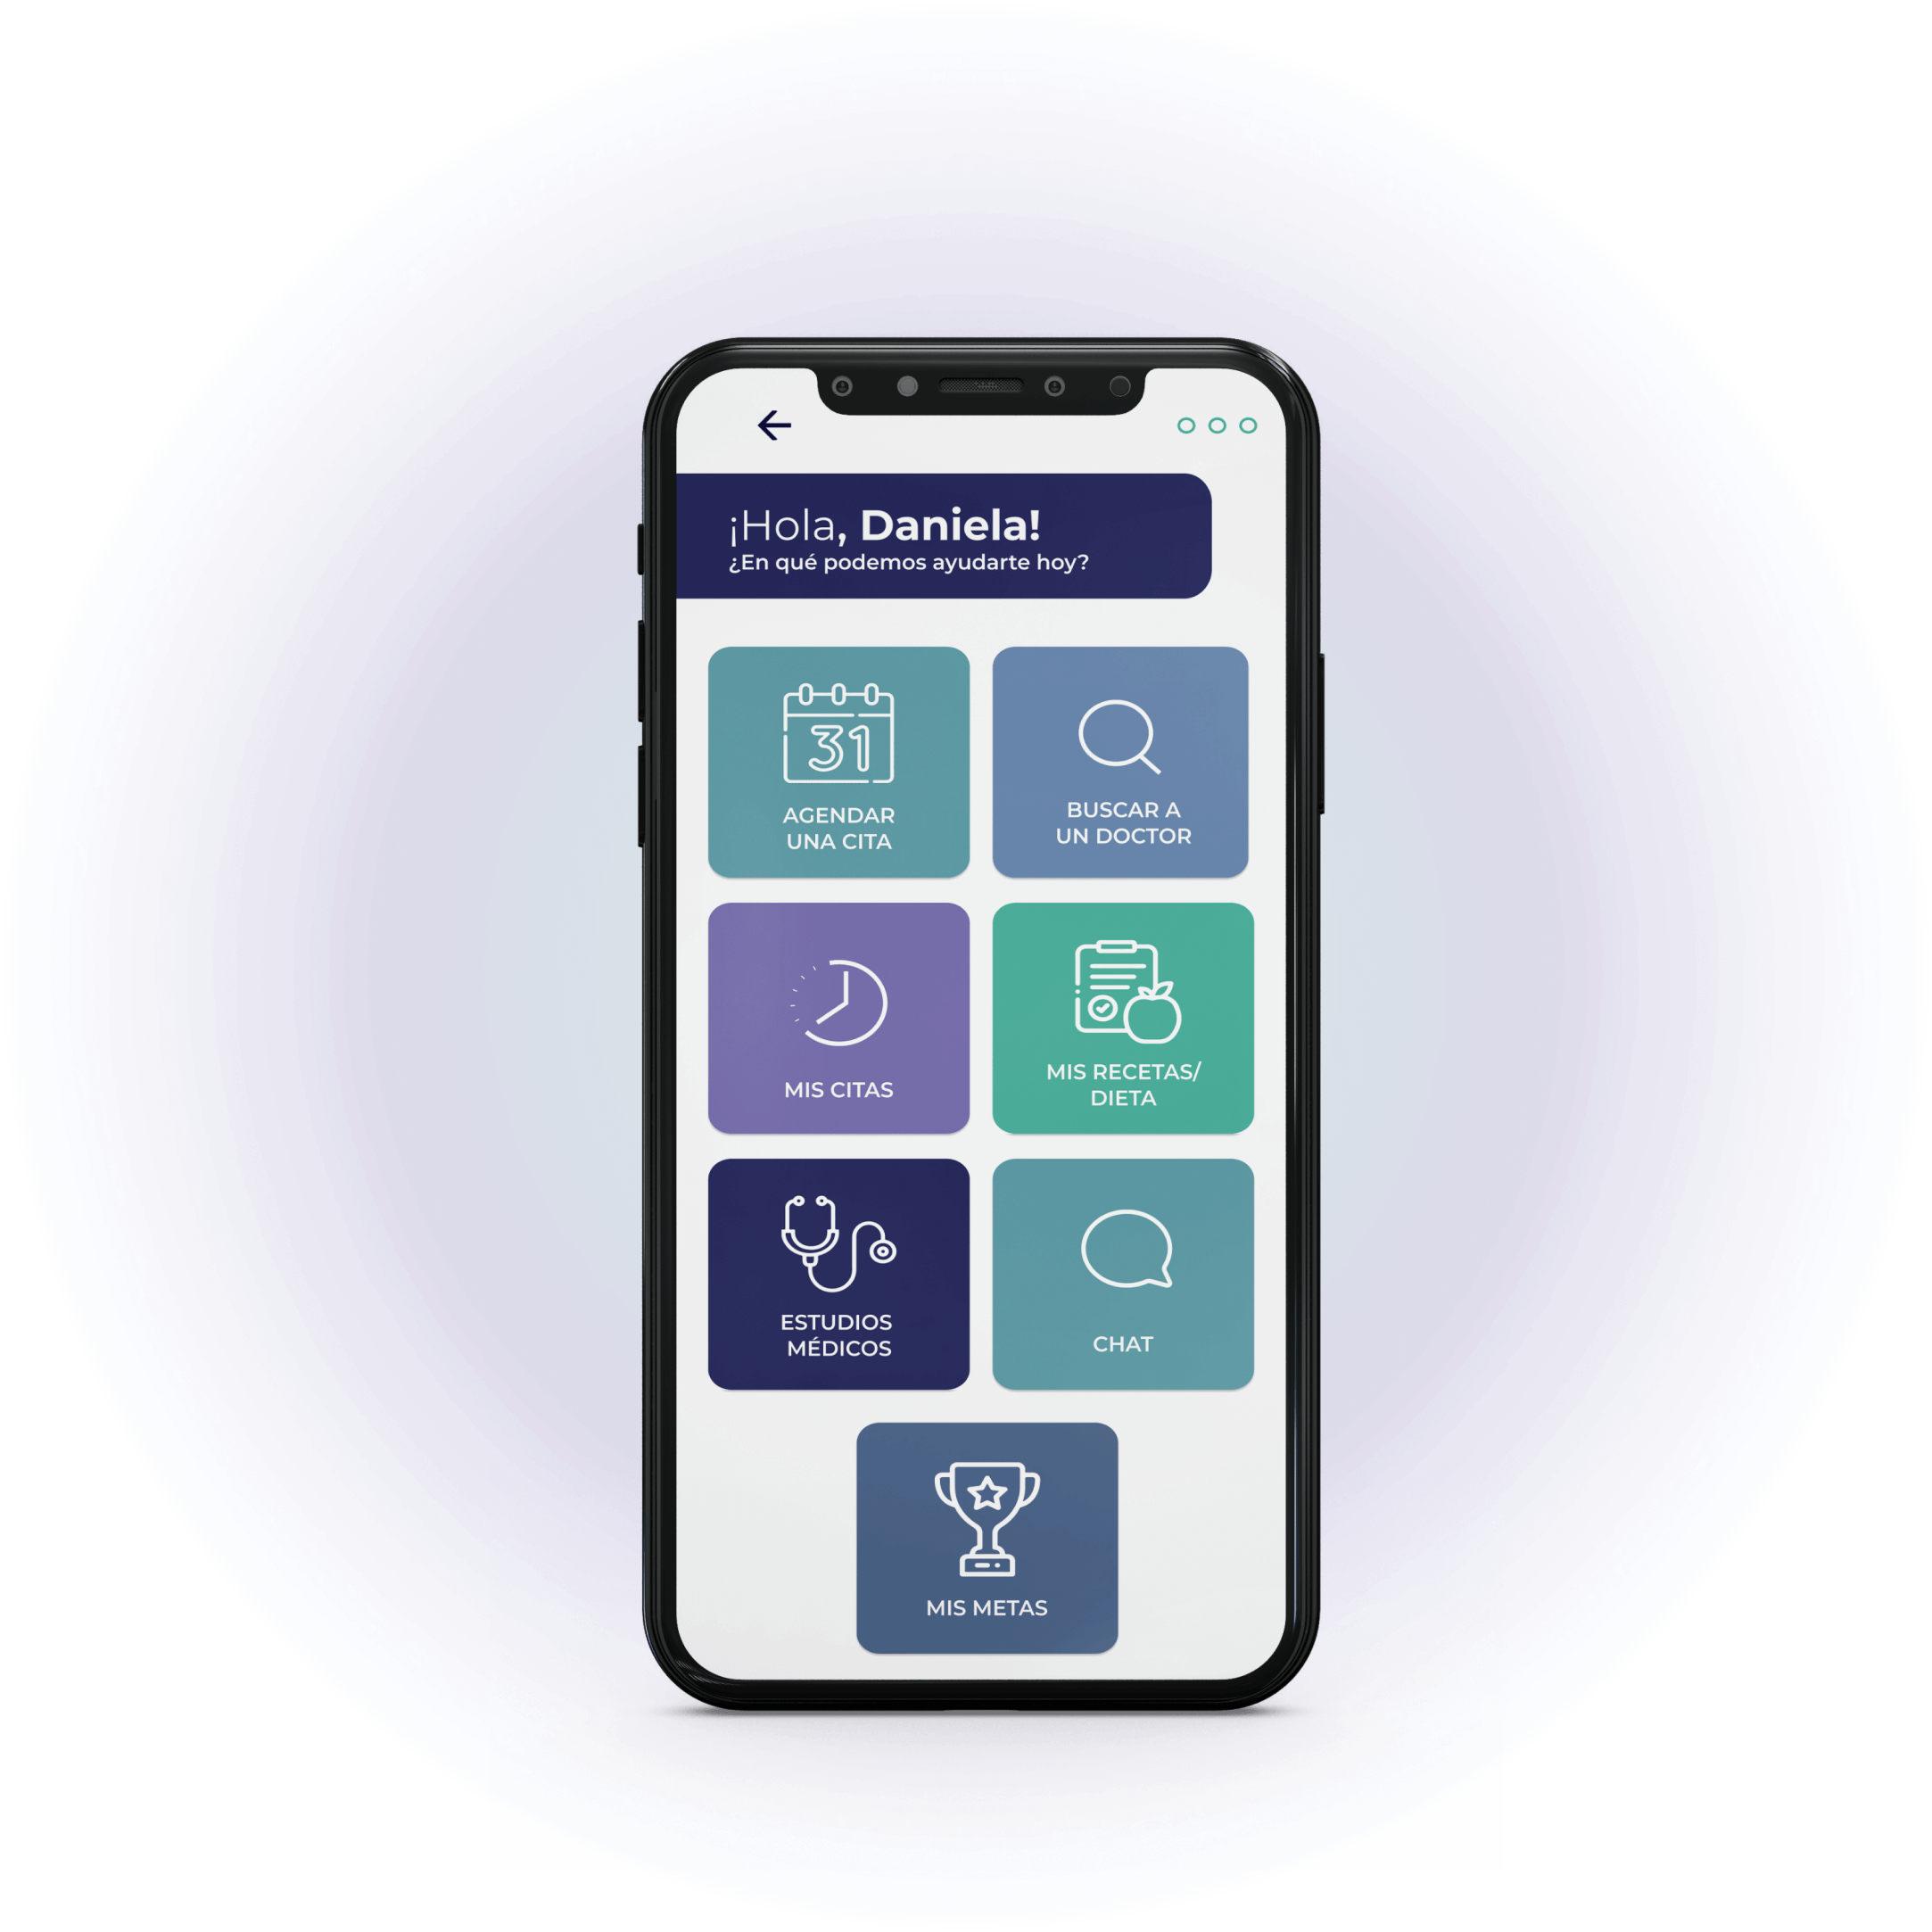 ¡Hola, Daniela!
¿En qué podemos ayudarte hoy?
31
AGENDAR
UNA CITA
BUSCAR A
UN DOCTOR
MIS CITAS
MIS RECETAS/
DIETA
ESTUDIOS
MÉDICOS
CHAT
MIS METAS